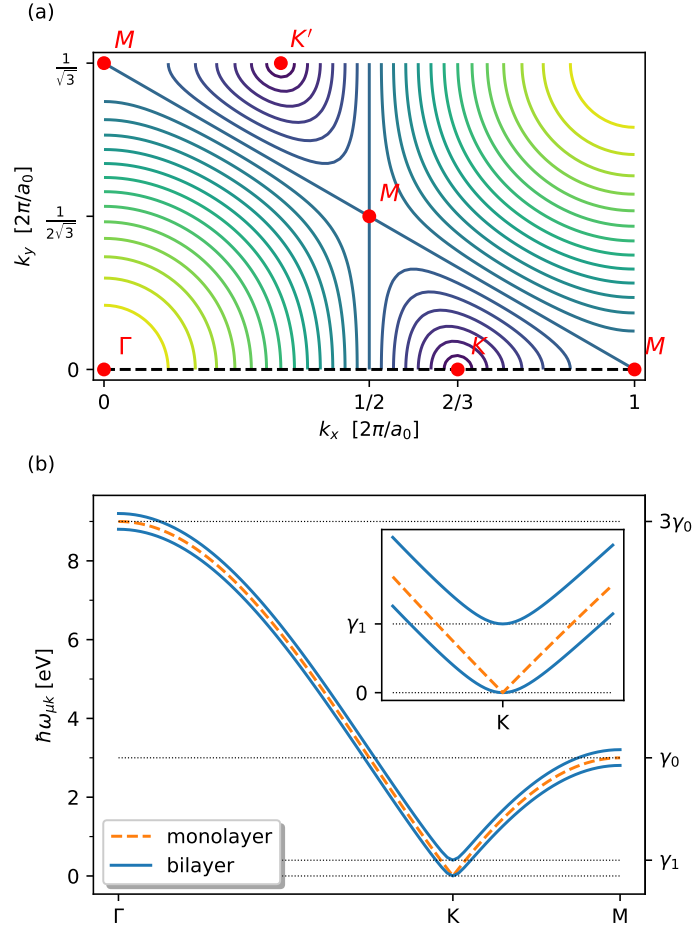 (a)
M
K′
1/√3
k_y [2π/a₀]
1/2√3
M
Γ
K
M
0
0
1/2
2/3
1
k_x [2π/a₀]
(b)
3γ₀
8
γ₁
6
ħω_μk [eV]
0
K
4
γ₀
2
monolayer
bilayer
γ₁
0
Γ
K
M